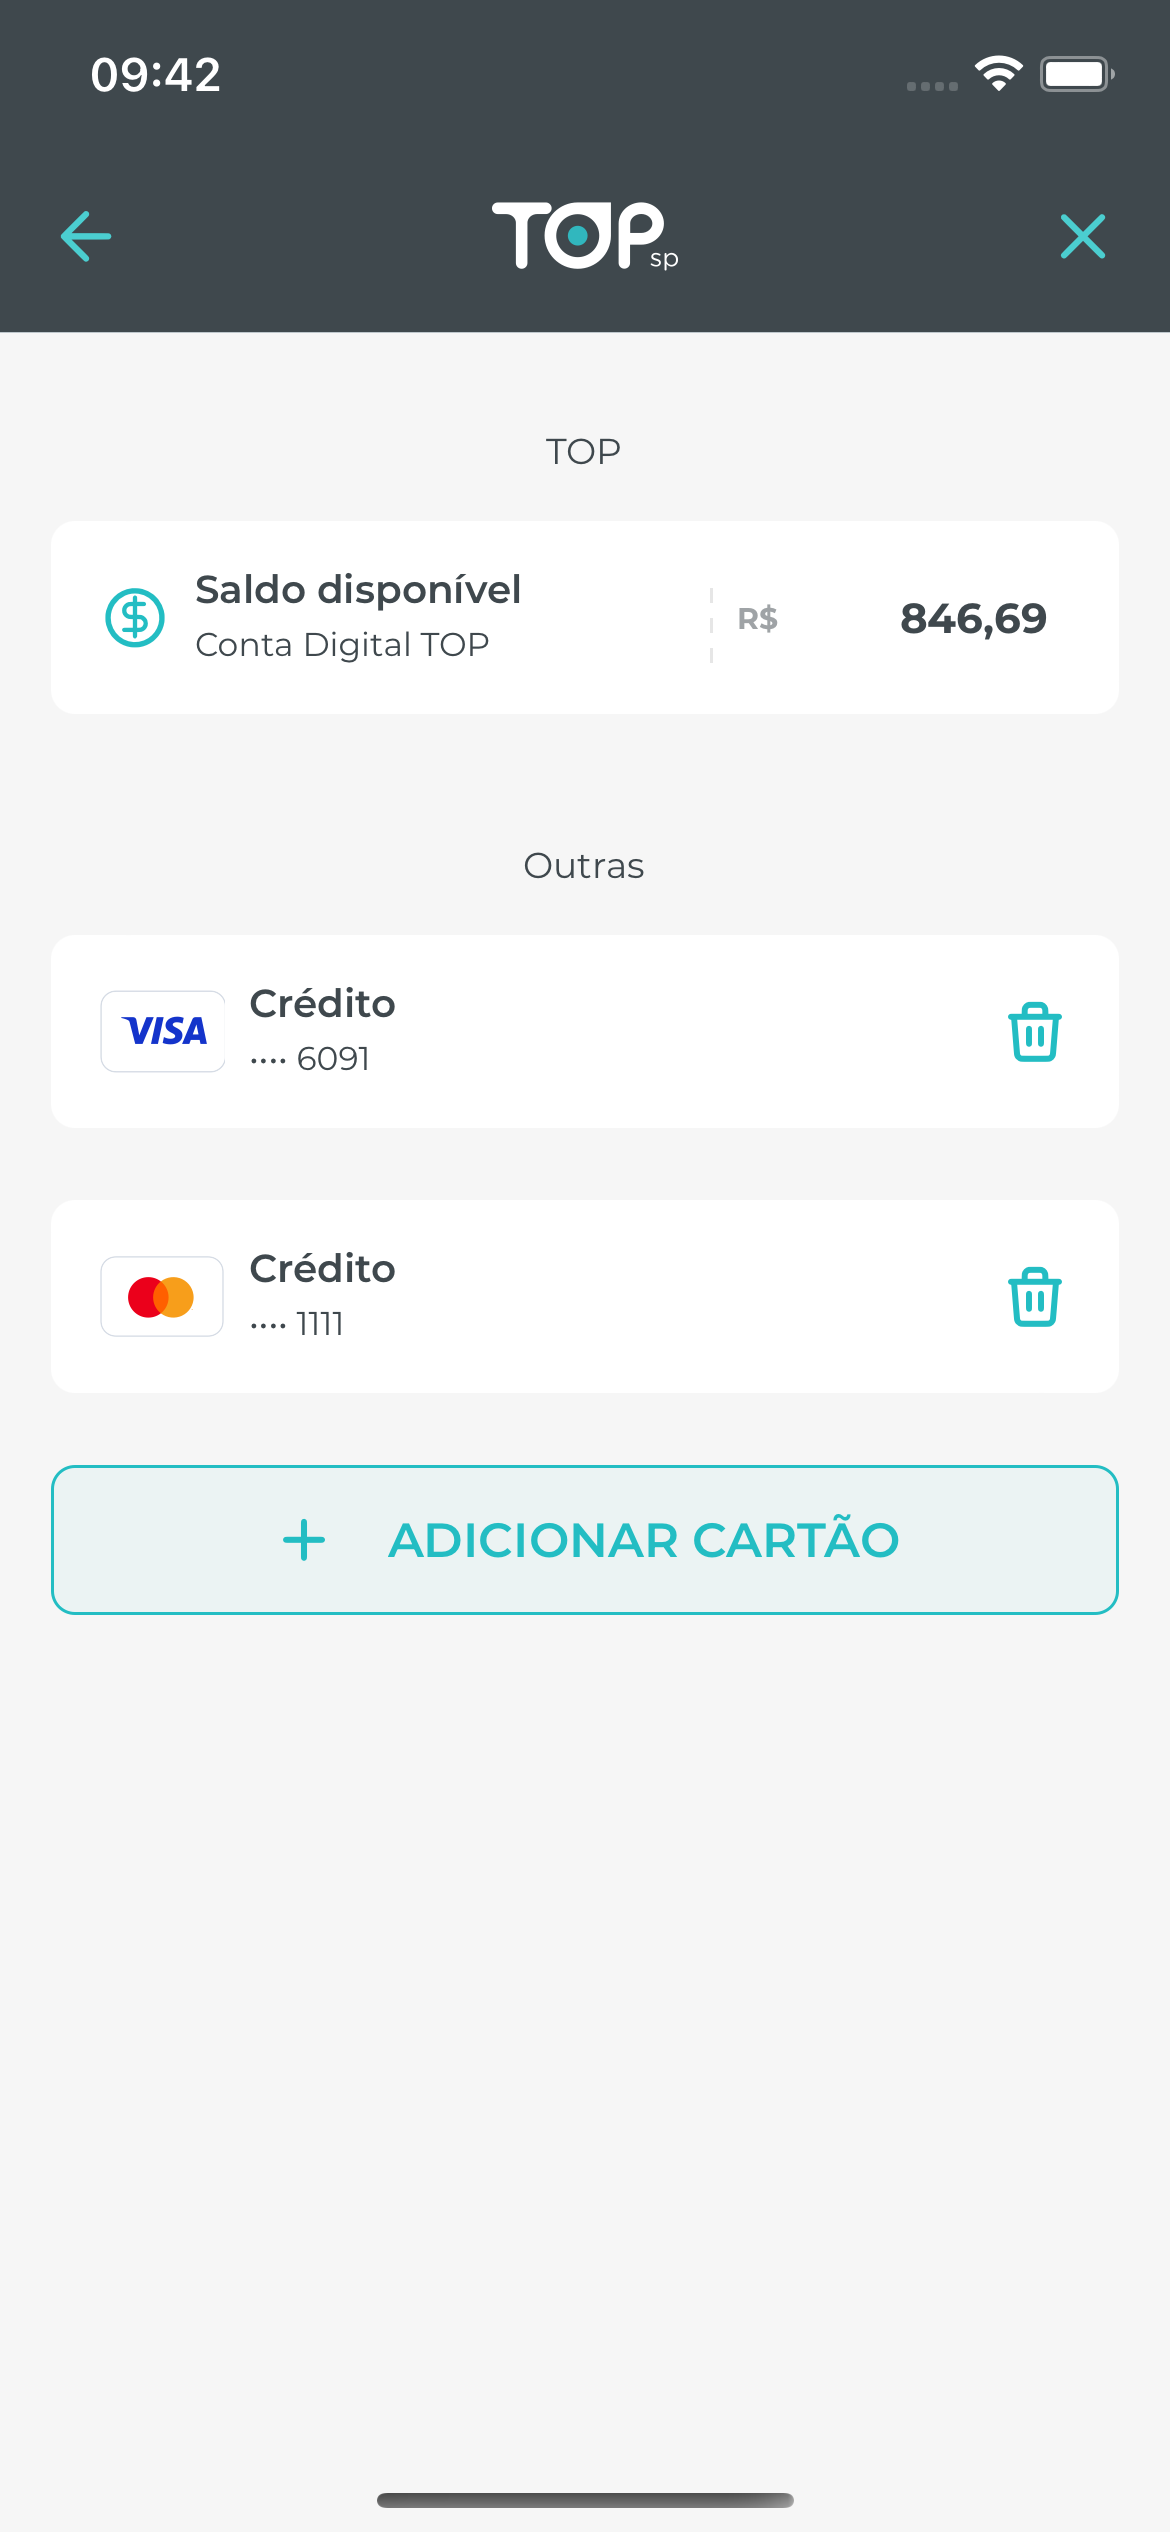 09:42
TOP sp
TOP
Saldo disponível
Conta Digital TOP
R$ 846,69
Outras
VISA
Crédito
···· 6091
Crédito
···· 1111
+ ADICIONAR CARTÃO